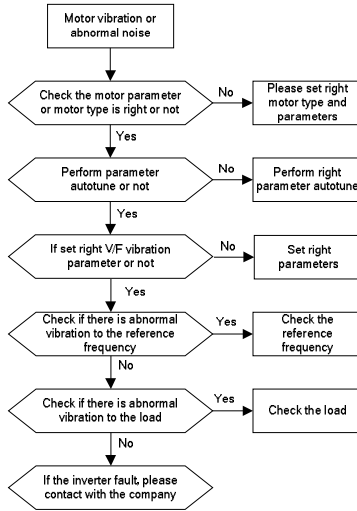 Motor vibration or
abnormal noise
Check the motor parameter
or motor type is right or not
No
Please set right
motor type and
parameters
Yes
Perform parameter
autotune or not
No
Perform right
parameter autotune
Yes
If set right V/F vibration
parameter or not
No
Set right
parameters
Yes
Check if there is abnormal
vibration to the reference
frequency
Yes
Check the
reference
frequency
No
Check if there is abnormal
vibration to the load
Yes
Check the load
No
If the inverter fault, please
contact with the company